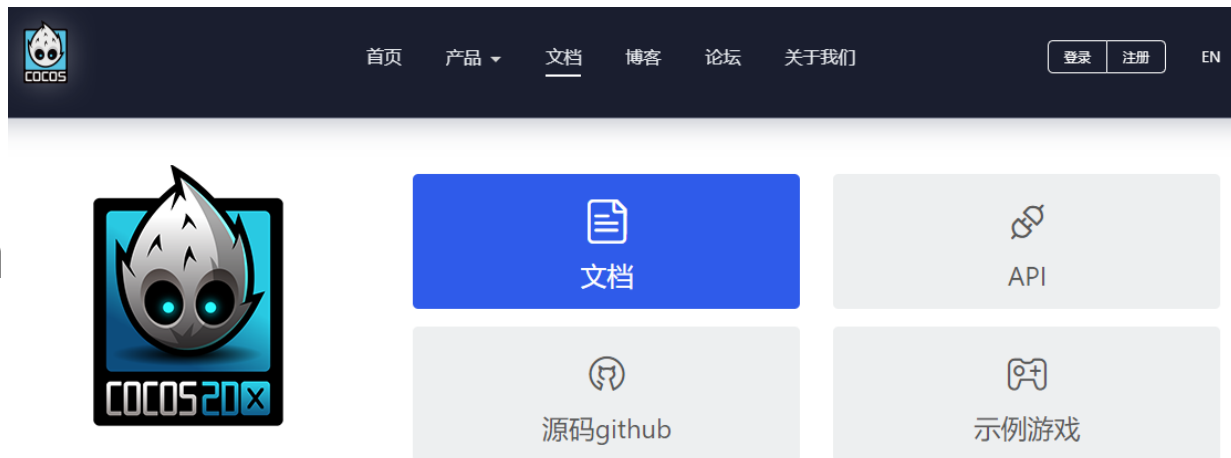 COCOS
首页 产品 文档 博客 论坛 关于我们 登录 注册 EN
COCOS2DX
文档
API
源码github
示例游戏